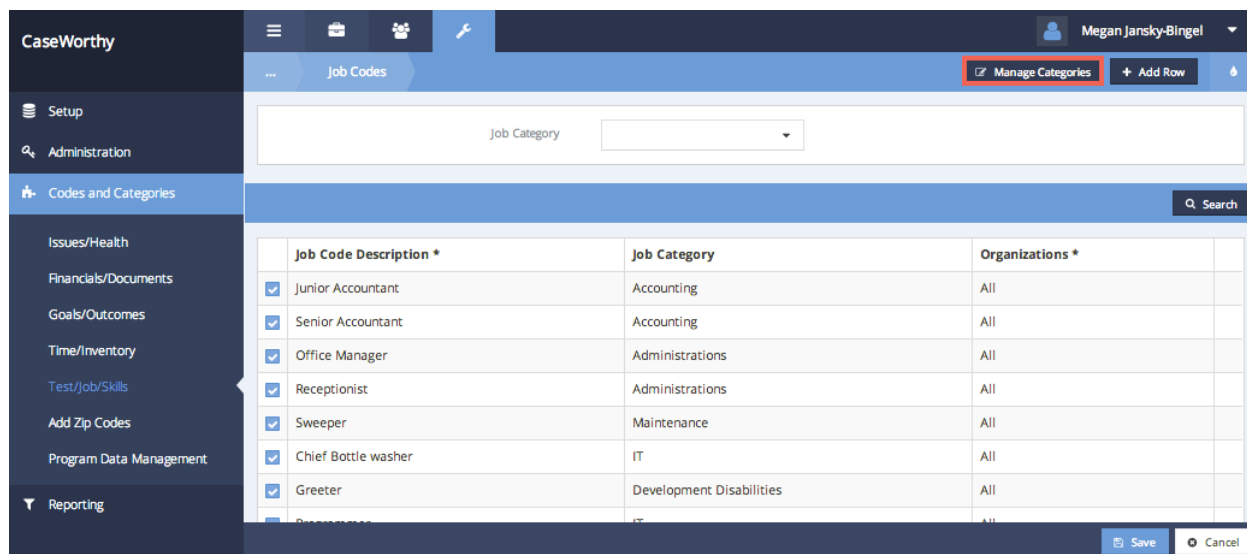 CaseWorthy
Megan Jansky-Bingel
... Job Codes Manage Categories + Add Row
Setup
Administration
Codes and Categories
Issues/Health
Financials/Documents
Goals/Outcomes
Time/Inventory
Test/Job/Skills
Add Zip Codes
Program Data Management
Reporting
Job Category
Search
Job Code Description * Job Category Organizations *
Junior Accountant Accounting All
Senior Accountant Accounting All
Office Manager Administrations All
Receptionist Administrations All
Sweeper Maintenance All
Chief Bottle washer IT All
Greeter Development Disabilities All
Programmer IT All
Save Cancel